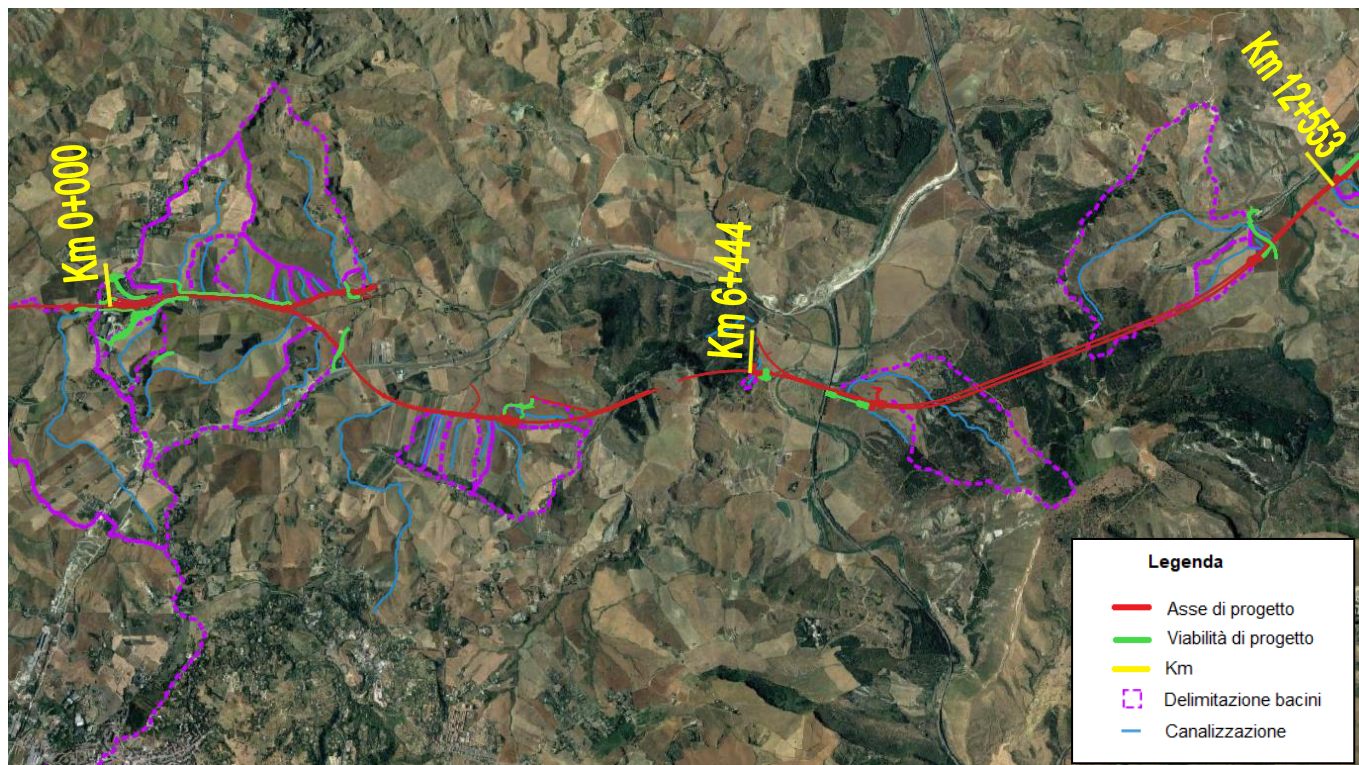 Km 0+000
Km 6+444
Km 12+553
Legenda
Asse di progetto
Viabilità di progetto
Km
Delimitazione bacini
Canalizzazione